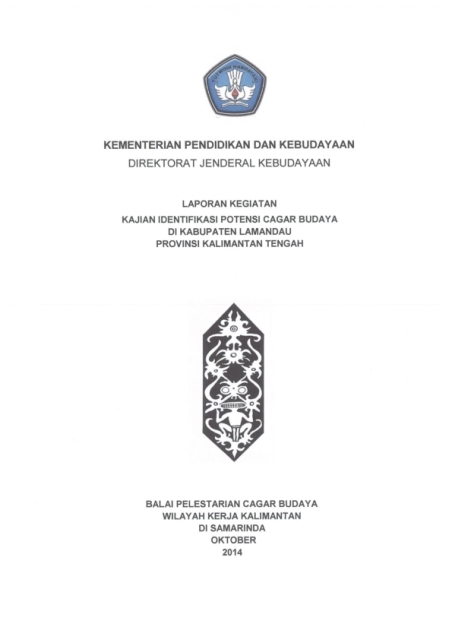 KEMENTERIAN PENDIDIKAN DAN KEBUDAYAAN
DIREKTORAT JENDERAL KEBUDAYAAN
LAPORAN KEGIATAN
KAJIAN IDENTIFIKASI POTENSI CAGAR BUDAYA
DI KABUPATEN LAMANDAU
PROVINSI KALIMANTAN TENGAH
BALAI PELESTARIAN CAGAR BUDAYA
WILAYAH KERJA KALIMANTAN
DI SAMARINDA
OKTOBER
2014